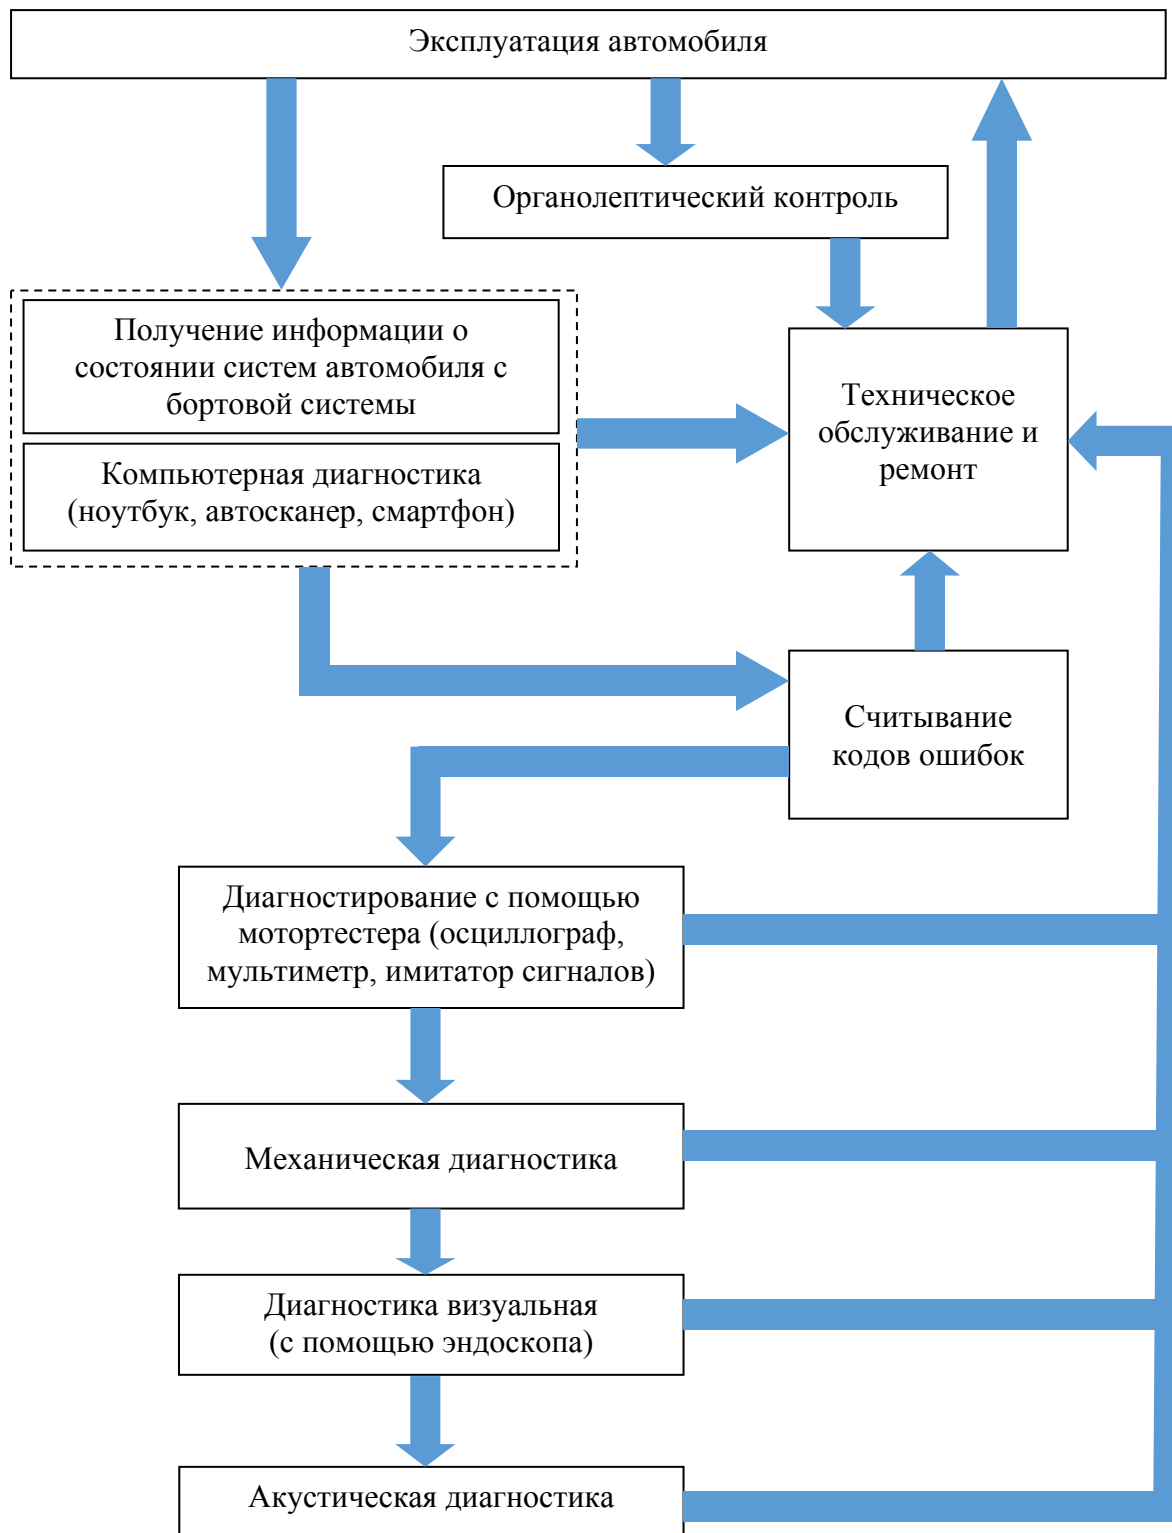 Эксплуатация автомобиля
Органолептический контроль
Получение информации о
состоянии систем автомобиля с
бортовой системы
Компьютерная диагностика
(ноутбук, автосканер, смартфон)
Техническое
обслуживание и
ремонт
Считывание
кодов ошибок
Диагностирование с помощью
мотортестера (осциллограф,
мультиметр, имитатор сигналов)
Механическая диагностика
Диагностика визуальная
(с помощью эндоскопа)
Акустическая диагностика